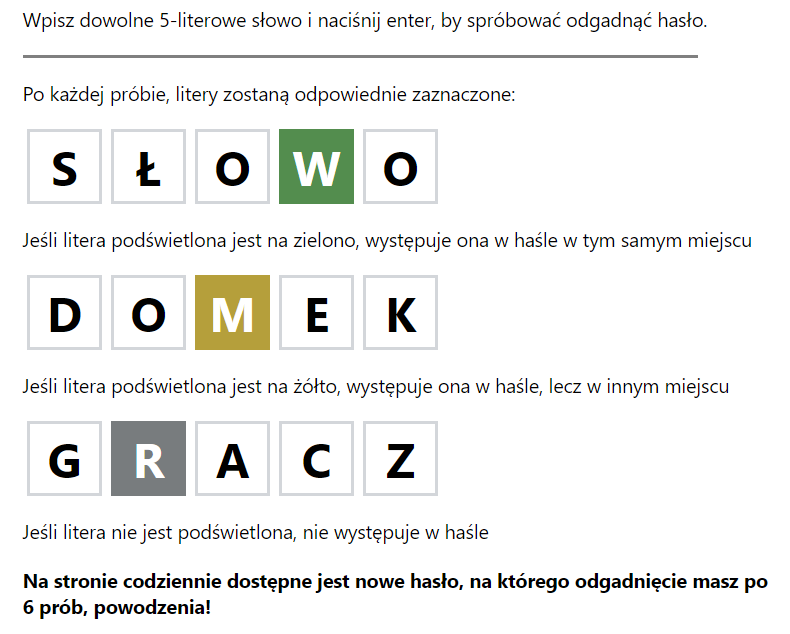 Wpisz dowolne 5-literowe słowo i naciśnij enter, by spróbować odgadnąć hasło.
Po każdej próbie, litery zostaną odpowiednie zaznaczone:
S Ł O W O
Jeśli litera podświetlona jest na zielono, występuje ona w haśle w tym samym miejscu
D O M E K
Jeśli litera podświetlona jest na żółto, występuje ona w haśle, lecz w innym miejscu
G R A C Z
Jeśli litera nie jest podświetlona, nie występuje w haśle
Na stronie codziennie dostępne jest nowe hasło, na którego odgadnięcie masz po
6 prób, powodzenia!